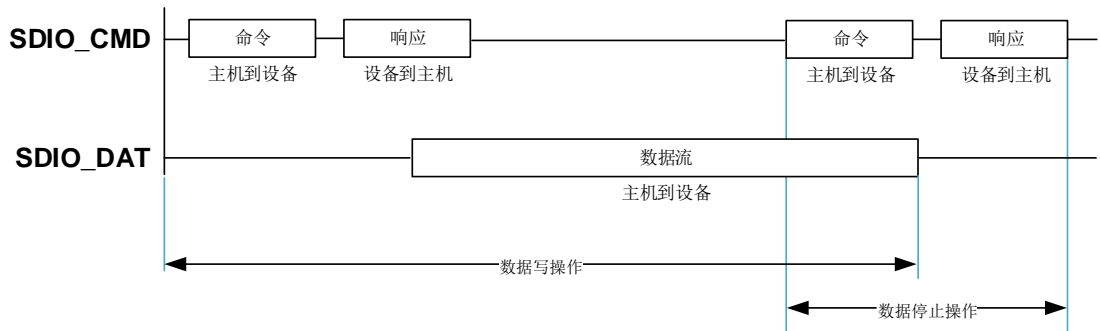 SDIO_CMD 命令 响应 命令 响应
主机到设备 设备到主机 主机到设备 设备到主机
SDIO_DAT 数据流
主机到设备
数据写操作
数据停止操作